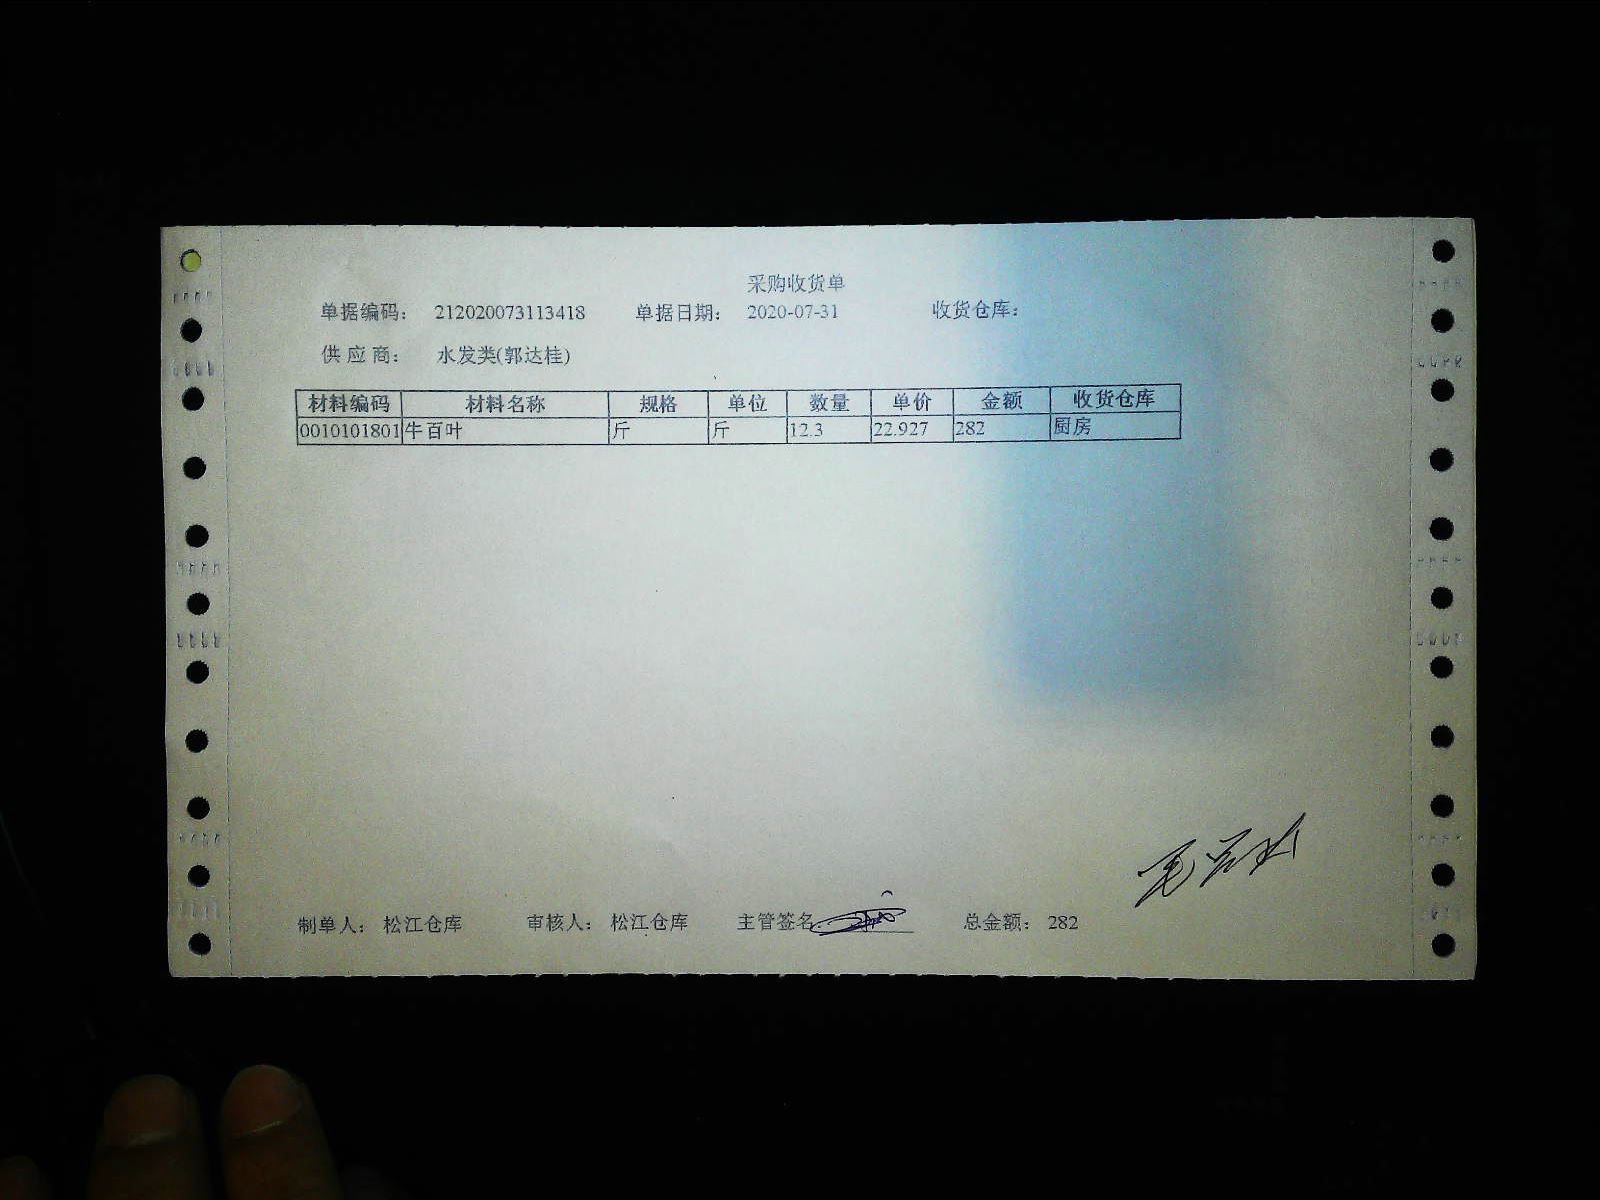 采购收货单
单据编码： 212020073113418 单据日期： 2020-07-31 收货仓库：
供 应 商： 水发类(郭达桂)
材料编码 材料名称 规格 单位 数量 单价 金额 收货仓库
0010101801 牛百叶 斤 斤 12.3 22.927 282 厨房
制单人： 松江仓库 审核人： 松江仓库 主管签名 总金额： 282